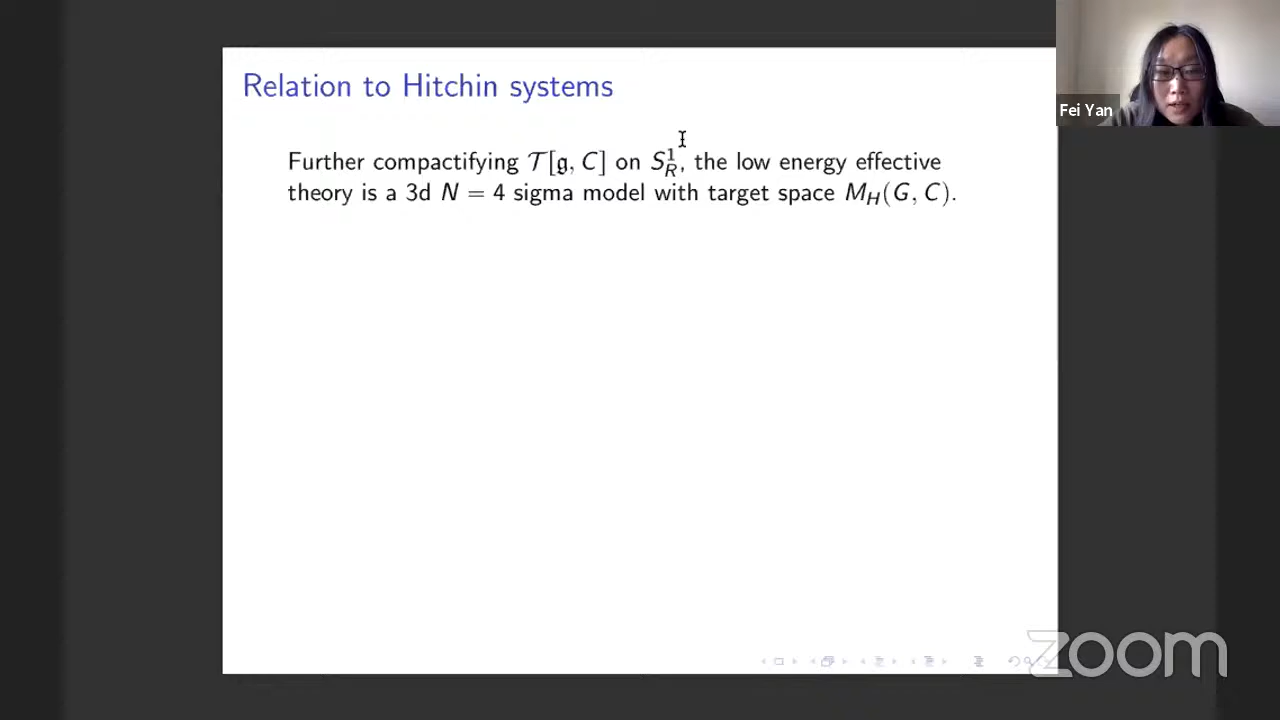 Relation to Hitchin systems
Further compactifying 𝒯[𝔤, C] on S¹_R, the low energy effective
theory is a 3d N = 4 sigma model with target space M_H(G, C).
Fei Yan
zoom